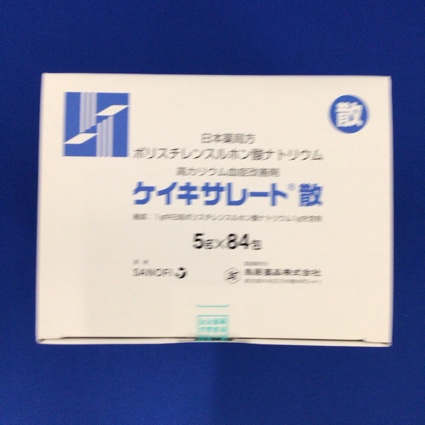 散
日本薬局方
ポリスチレンスルホン酸ナトリウム
高カリウム血症改善剤
ケイキサレート®散
5g×84包
SANOFI
鳥居薬品株式会社